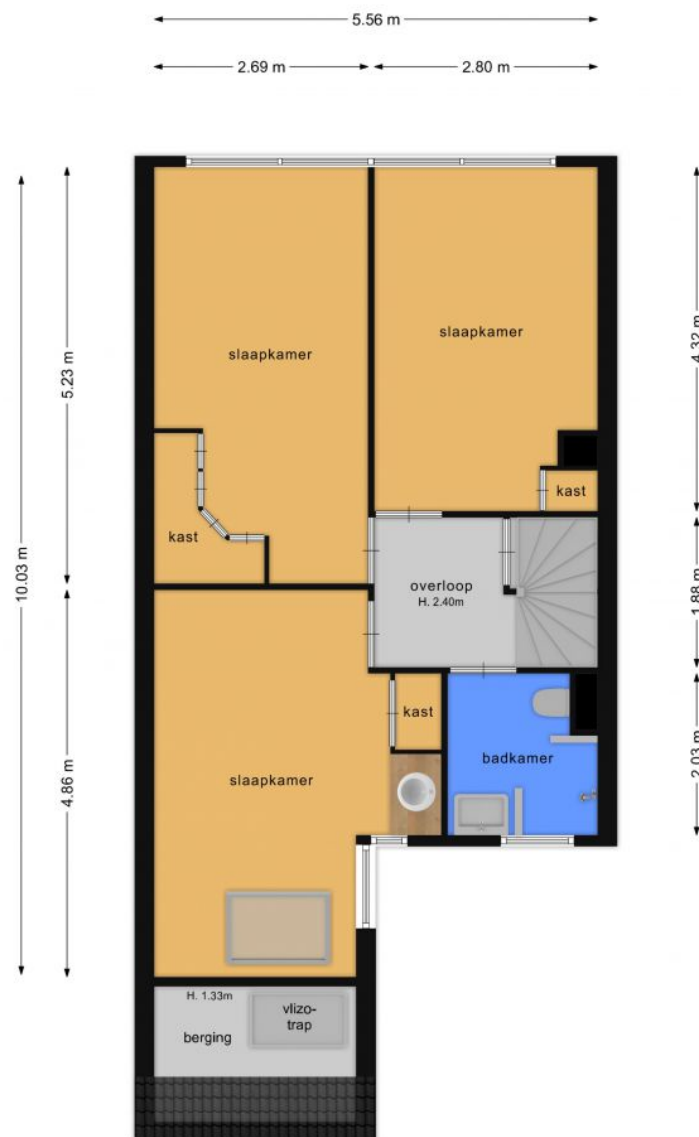 5.56 m
2.69 m
2.80 m
10.03 m
5.23 m
4.86 m
4.32 m
1.88 m
2.03 m
slaapkamer
slaapkamer
kast
kast
overloop
H. 2.40m
kast
badkamer
slaapkamer
H. 1.33m
vlizo-
trap
berging